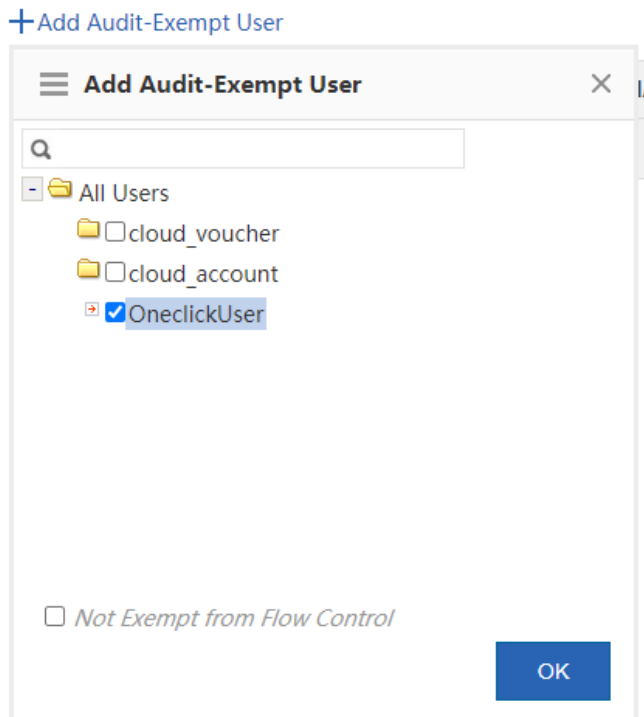 +Add Audit-Exempt User
Add Audit-Exempt User
All Users
cloud_voucher
cloud_account
OneclickUser
Not Exempt from Flow Control
OK